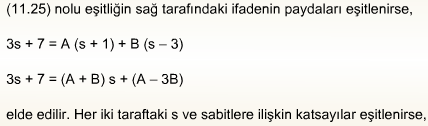 (11.25) nolu eşitliğin sağ tarafındaki ifadenin paydaları eşitlenirse,
3s + 7 = A (s + 1) + B (s – 3)
3s + 7 = (A + B) s + (A – 3B)
elde edilir. Her iki taraftaki s ve sabitlere ilişkin katsayılar eşitlenirse,